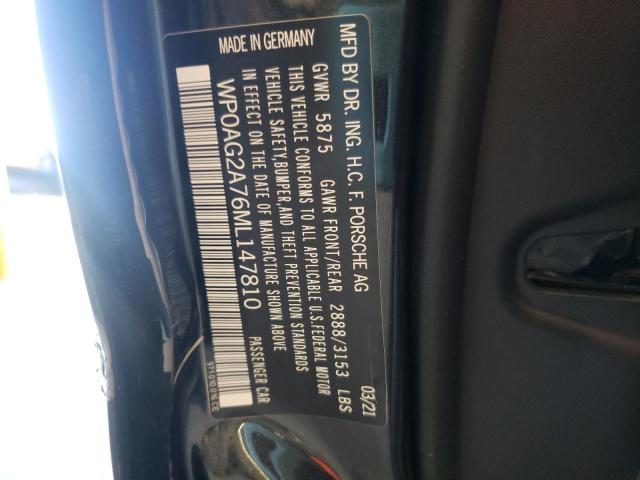 MFD BY DR. ING. H.C. F. PORSCHE AG 03/21
GVWR 5875 GAWR FRONT/REAR 2888/3153 LBS
THIS VEHICLE CONFORMS TO ALL APPLICABLE U.S. FEDERAL MOTOR
VEHICLE SAFETY, BUMPER, AND THEFT PREVENTION STANDARDS
IN EFFECT ON THE DATE OF MANUFACTURE SHOWN ABOVE
MADE IN GERMANY PASSENGER CAR
WP0AG2A76ML147810